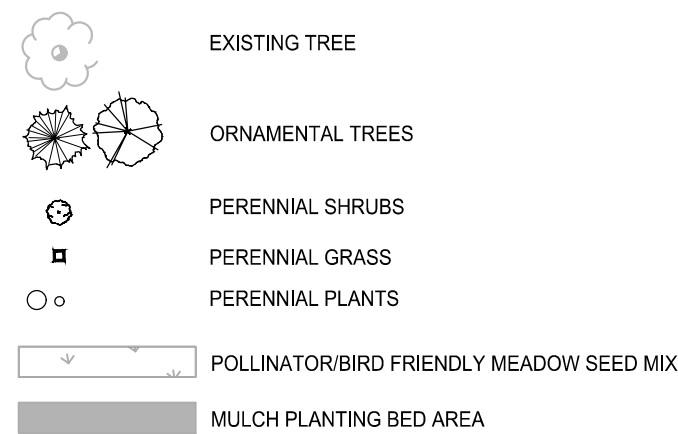 EXISTING TREE
ORNAMENTAL TREES
PERENNIAL SHRUBS
PERENNIAL GRASS
PERENNIAL PLANTS
POLLINATOR/BIRD FRIENDLY MEADOW SEED MIX
MULCH PLANTING BED AREA